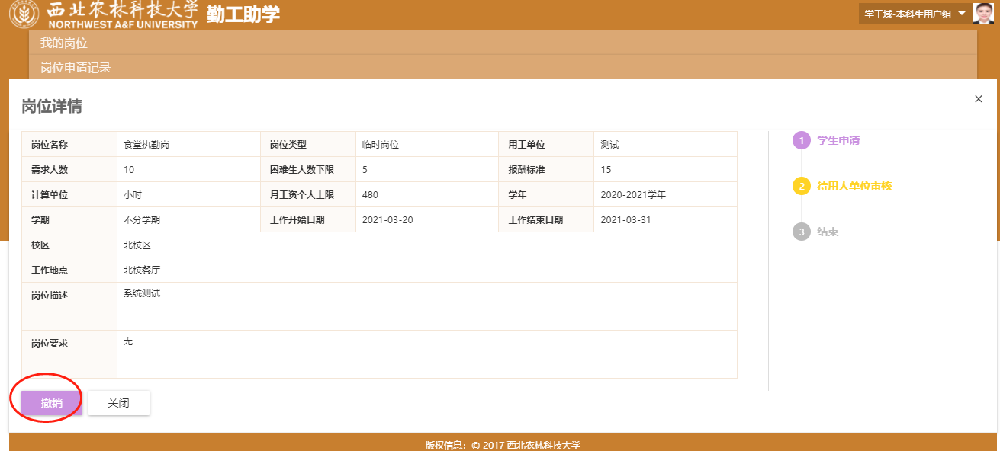 西北农林科技大学 勤工助学
NORTHWEST A&F UNIVERSITY
学工域-本科生用户组
我的岗位
岗位申请记录
岗位详情
×
岗位名称 食堂执勤岗 岗位类型 临时岗位 用工单位 测试
需求人数 10 困难生人数下限 5 报酬标准 15
计算单位 小时 月工资个人上限 480 学年 2020-2021学年
学期 不分学期 工作开始日期 2021-03-20 工作结束日期 2021-03-31
校区 北校区
工作地点 北校餐厅
岗位描述 系统测试
岗位要求 无
1 学生申请
2 待用人单位审核
3 结束
撤销 关闭
版权信息：© 2017 西北农林科技大学